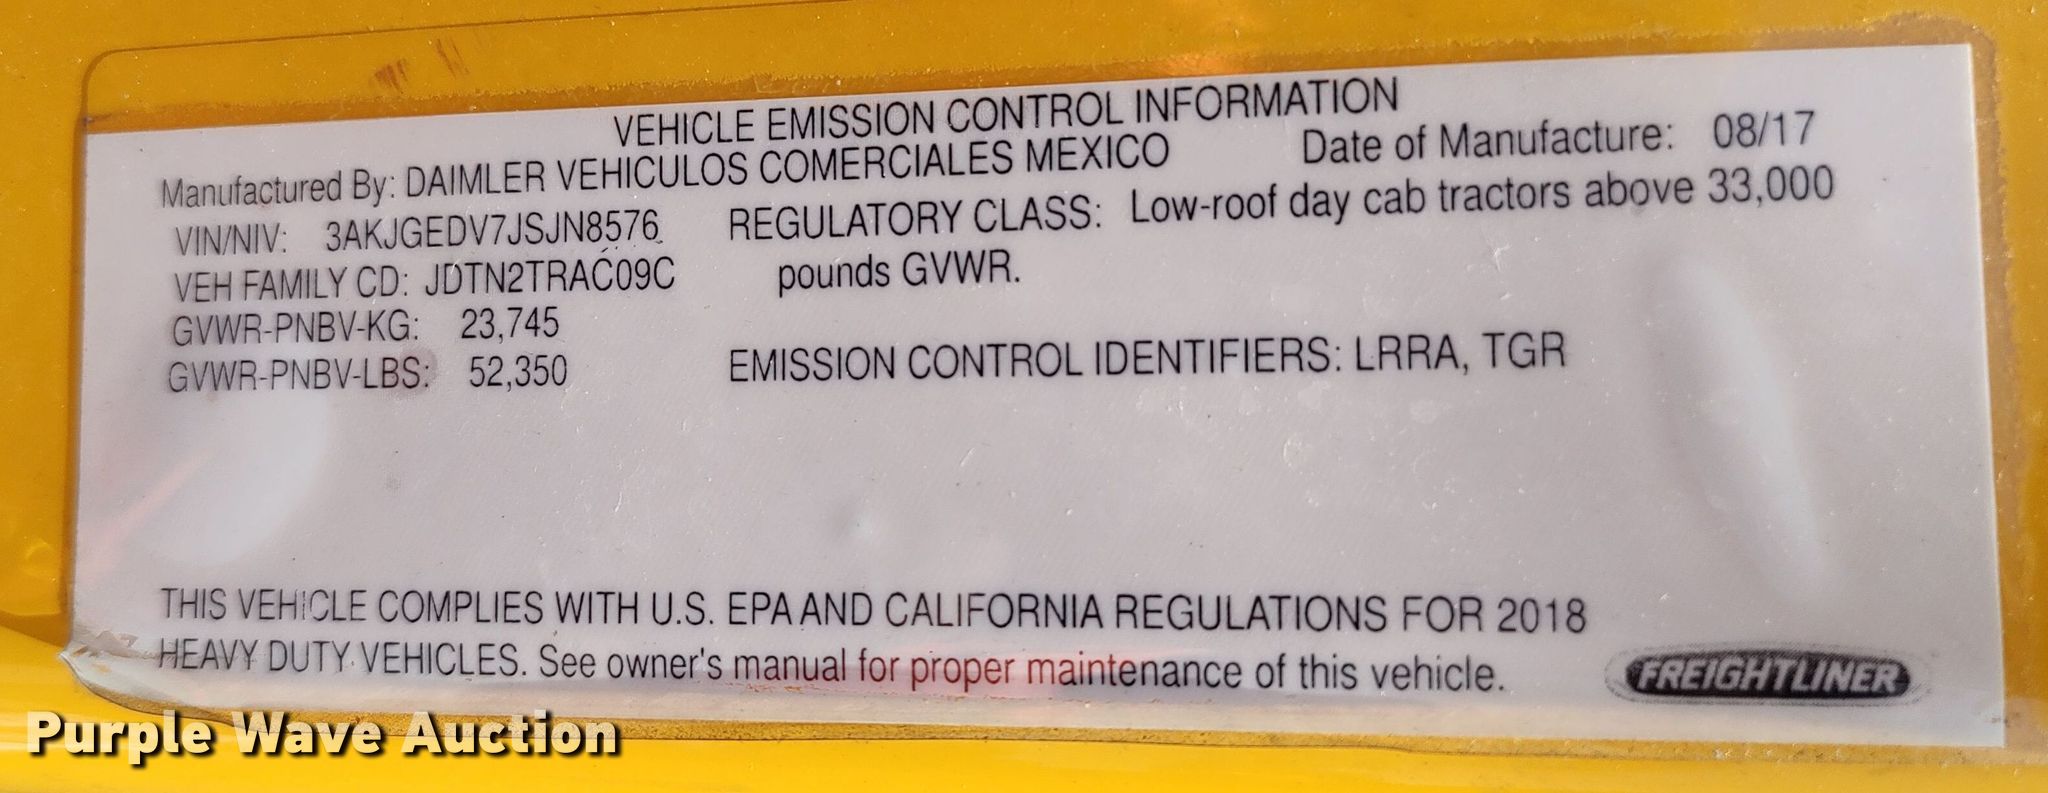 VEHICLE EMISSION CONTROL INFORMATION
Manufactured By: DAIMLER VEHICULOS COMERCIALES MEXICO Date of Manufacture: 08/17
VIN/NIV: 3AKJGEDV7JSJN8576 REGULATORY CLASS: Low-roof day cab tractors above 33,000
VEH FAMILY CD: JDTN2TRAC09C pounds GVWR.
GVWR-PNBV-KG: 23,745
GVWR-PNBV-LBS: 52,350 EMISSION CONTROL IDENTIFIERS: LRRA, TGR
THIS VEHICLE COMPLIES WITH U.S. EPA AND CALIFORNIA REGULATIONS FOR 2018
HEAVY DUTY VEHICLES. See owner's manual for proper maintenance of this vehicle.
FREIGHTLINER
Purple Wave Auction